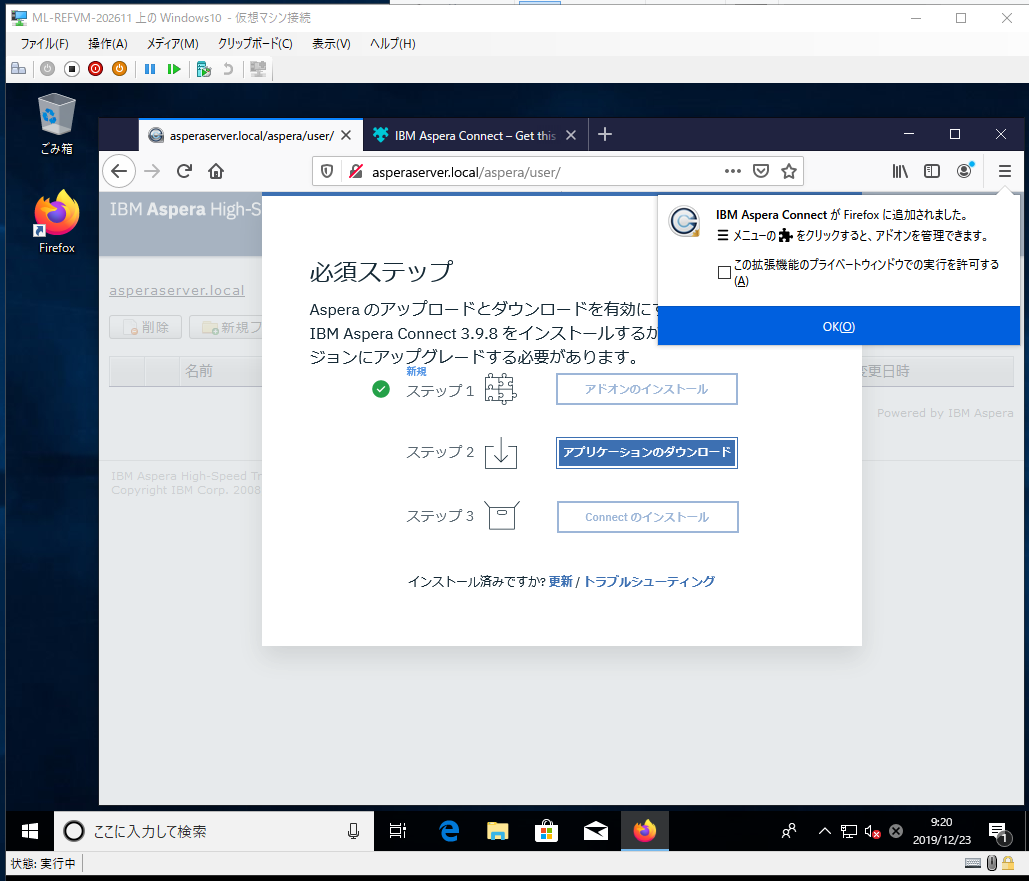 ML-REFVM-202611 上の Windows10 - 仮想マシン接続
ファイル(F) 操作(A) メディア(M) クリップボード(C) 表示(V) ヘルプ(H)
ごみ箱
Firefox
asperaserver.local/aspera/user/
IBM Aspera Connect – Get this
asperaserver.local/aspera/user/
IBM Aspera High-S
asperaserver.local
削除
新規フ
名前
変更日時
Powered by IBM Aspera
IBM Aspera High-Speed Tr
Copyright IBM Corp. 2008
必須ステップ
Aspera のアップロードとダウンロードを有効に
IBM Aspera Connect 3.9.8 をインストールするか
ジョンにアップグレードする必要があります。
新規
ステップ 1
アドオンのインストール
ステップ 2
アプリケーションのダウンロード
ステップ 3
Connect のインストール
インストール済みですか? 更新 / トラブルシューティング
IBM Aspera Connect が Firefox に追加されました。
メニューの をクリックすると、アドオンを管理できます。
この拡張機能のプライベートウィンドウでの実行を許可する
(A)
OK(O)
ここに入力して検索
9:20
2019/12/23
1
状態: 実行中